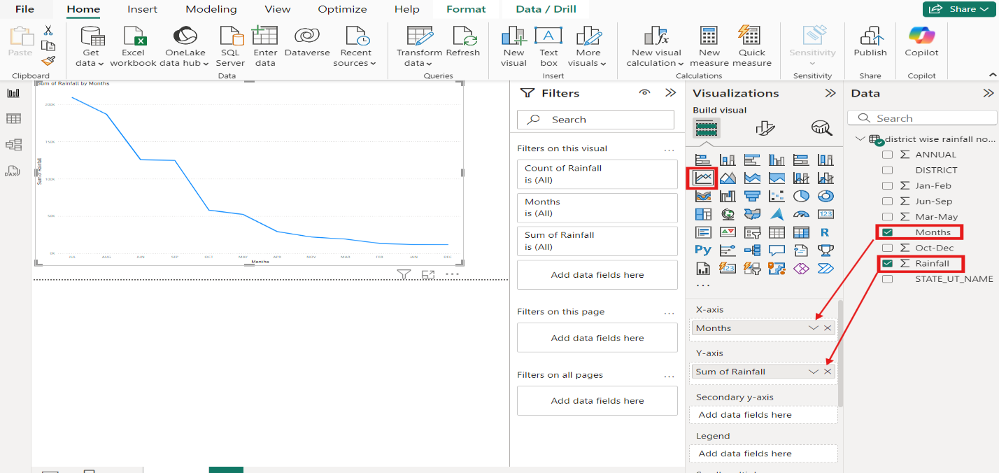 File Home Insert Modeling View Optimize Help Format Data / Drill Share
Paste
Get data
Excel workbook
OneLake data hub
SQL Server
Enter data
Dataverse
Recent sources
Transform data
Refresh
New visual
Text box
More visuals
New visual calculation
New measure
Quick measure
Sensitivity
Publish
Copilot
Clipboard Data Queries Insert Calculations Sensitivity Share Copilot
Sum of Rainfall by Months
200K
150K
100K
50K
0K
Sum of Rainfall
JUL AUG JUN SEP OCT MAY APR NOV MAR FEB JAN DEC
Months
DAX
Filters
Search
Filters on this visual ...
Count of Rainfall
is (All)
Months
is (All)
Sum of Rainfall
is (All)
Add data fields here
Filters on this page ...
Add data fields here
Filters on all pages ...
Add data fields here
Visualizations
Build visual
123
R
Py
123
...
X-axis
Months
Y-axis
Sum of Rainfall
Secondary y-axis
Add data fields here
Legend
Add data fields here
Data
Search
district wise rainfall no...
Σ ANNUAL
DISTRICT
Σ Jan-Feb
Σ Jun-Sep
Σ Mar-May
Months
Σ Oct-Dec
Σ Rainfall
STATE_UT_NAME